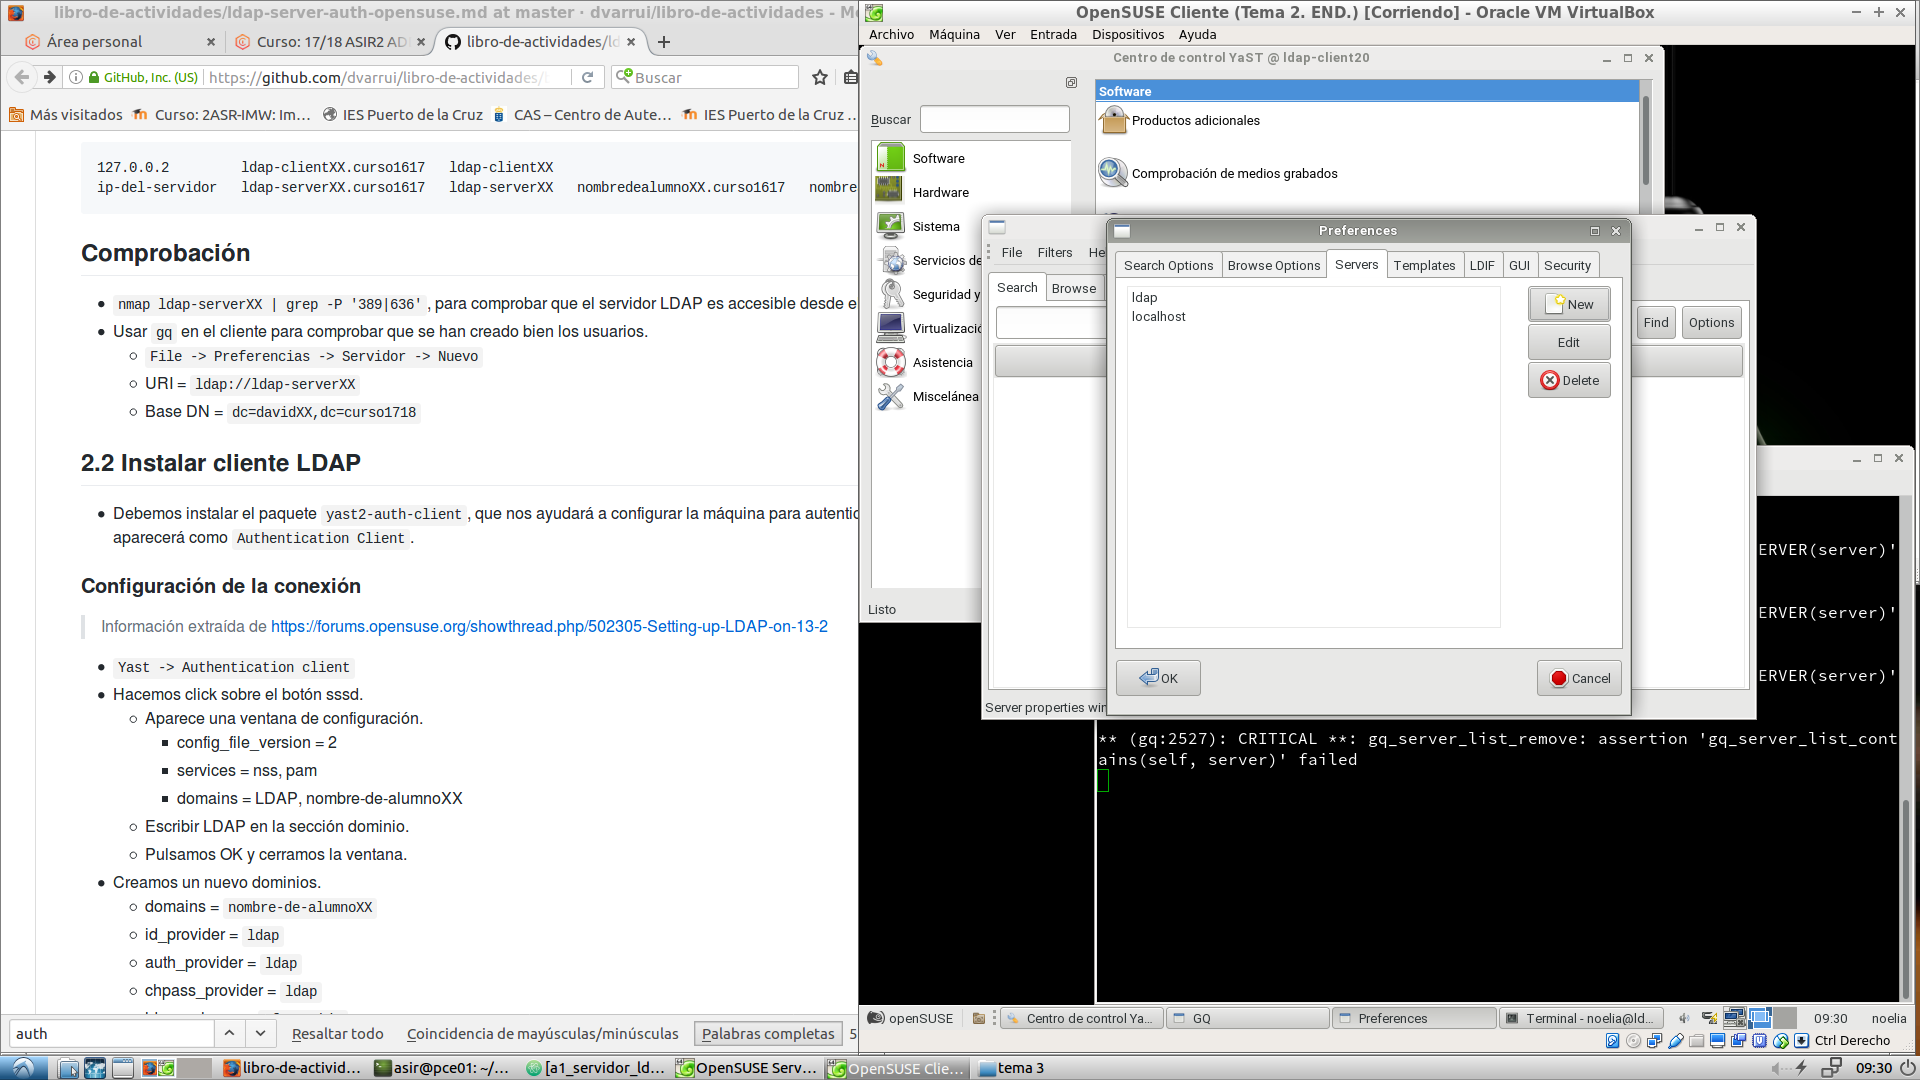 libro-de-actividades/ldap-server-auth-opensuse.md at master · dvarrui/libro-de-actividades - Mo
Área personal
Curso: 17/18 ASIR2 AD
libro-de-actividades/ld
GitHub, Inc. (US)
https://github.com/dvarrui/libro-de-actividades/
Buscar
Más visitados
Curso: 2ASR-IMW: Im...
IES Puerto de la Cruz
CAS – Centro de Aute...
IES Puerto de la Cruz ...
127.0.0.2 ldap-clientXX.curso1617 ldap-clientXX
ip-del-servidor ldap-serverXX.curso1617 ldap-serverXX nombredealumnoXX.curso1617 nombre
Comprobación
nmap ldap-serverXX | grep -P '389|636', para comprobar que el servidor LDAP es accesible desde e
Usar gq en el cliente para comprobar que se han creado bien los usuarios.
File -> Preferencias -> Servidor -> Nuevo
URI = ldap://ldap-serverXX
Base DN = dc=davidXX,dc=curso1718
2.2 Instalar cliente LDAP
Debemos instalar el paquete yast2-auth-client, que nos ayudará a configurar la máquina para autentic
aparecerá como Authentication Client.
Configuración de la conexión
Información extraída de https://forums.opensuse.org/showthread.php/502305-Setting-up-LDAP-on-13-2
Yast -> Authentication client
Hacemos click sobre el botón sssd.
Aparece una ventana de configuración.
config_file_version = 2
services = nss, pam
domains = LDAP, nombre-de-alumnoXX
Escribir LDAP en la sección dominio.
Pulsamos OK y cerramos la ventana.
Creamos un nuevo dominios.
domains = nombre-de-alumnoXX
id_provider = ldap
auth_provider = ldap
chpass_provider = ldap
auth
Resaltar todo
Coincidencia de mayúsculas/minúsculas
Palabras completas
5
OpenSUSE Cliente (Tema 2. END.) [Corriendo] - Oracle VM VirtualBox
Archivo Máquina Ver Entrada Dispositivos Ayuda
Centro de control YaST @ ldap-client20
Buscar
Software
Hardware
Sistema
Servicios de
Seguridad y
Virtualizació
Asistencia
Miscelánea
Listo
Software
Productos adicionales
Comprobación de medios grabados
File Filters He
Search Browse
Find Options
Server properties win
Preferences
Search Options Browse Options Servers Templates LDIF GUI Security
ldap
localhost
New
Edit
Delete
OK
Cancel
ERVER(server)'
ERVER(server)'
ERVER(server)'
** (gq:2527): CRITICAL **: gq_server_list_remove: assertion 'gq_server_list_cont
ains(self, server)' failed
openSUSE
Centro de control Ya...
GQ
Preferences
Terminal - noelia@ld...
09:30
noelia
Ctrl Derecho
libro-de-activid...
asir@pce01: ~/...
[a1_servidor_ld...
OpenSUSE Serv...
OpenSUSE Clie...
tema 3
09:30